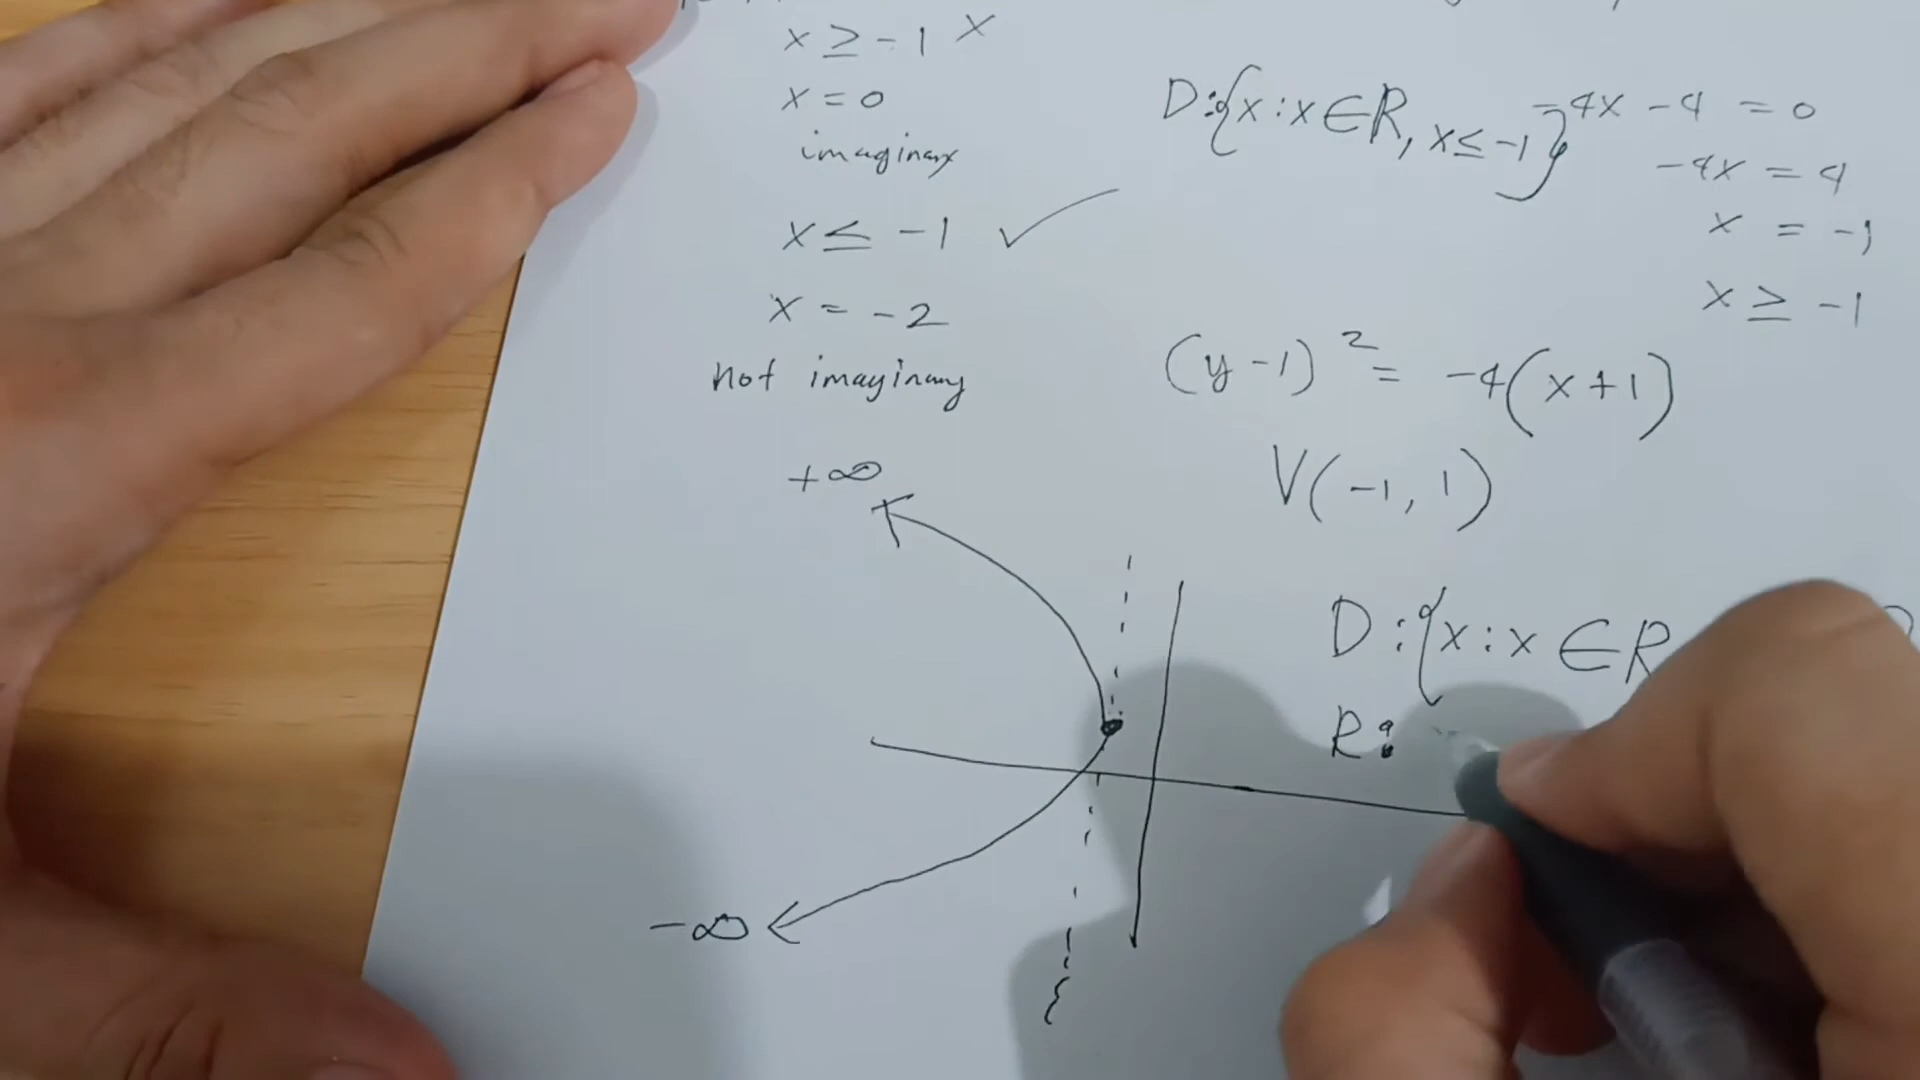 x ≥ -1 x
x = 0
imaginary
x ≤ -1 ✓
x = -2
not imaginary
D:{x:x∈R, x≤-1}
-4x - 4 = 0
-4x = 4
x = -1
x ≥ -1
(y-1)² = -4(x+1)
V(-1, 1)
+∞
-∞
D:{x:x∈R
R: